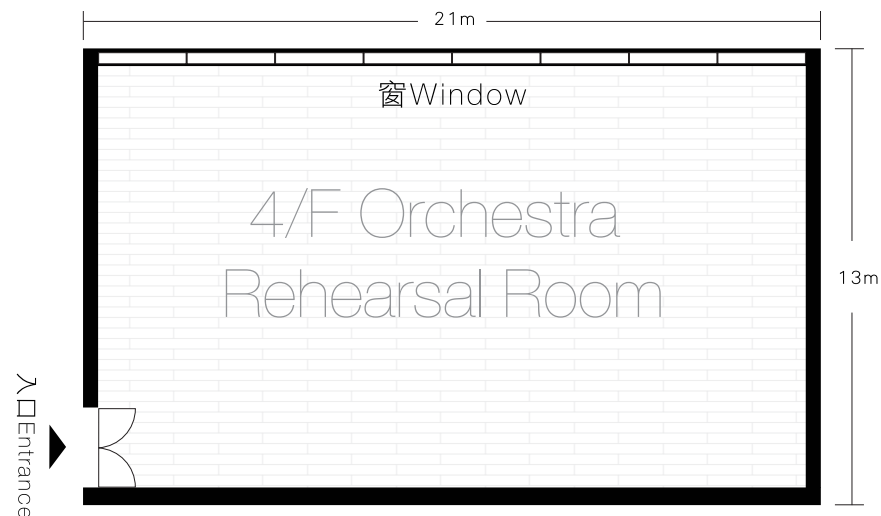 21m
窗Window
4/F Orchestra
Rehearsal Room
13m
入口Entrance